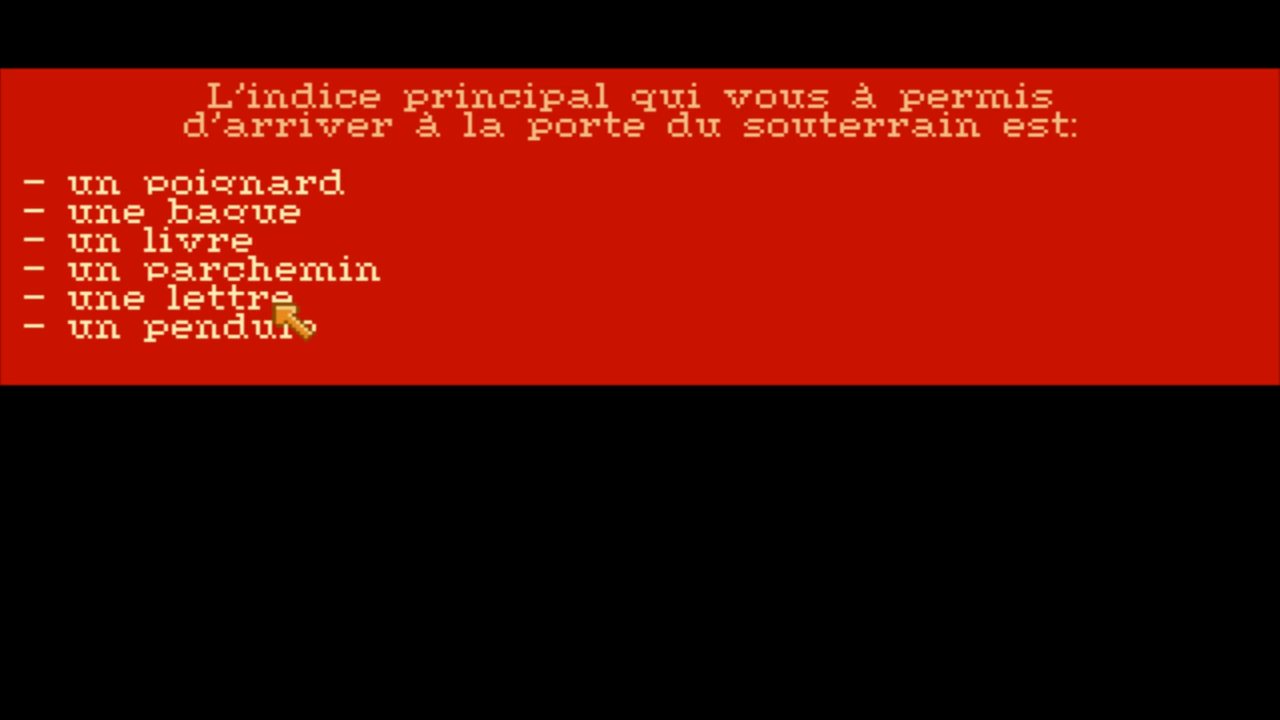 L'indice principal qui vous à permis
d'arriver à la porte du souterrain est:
- un poignard
- une bague
- un livre
- un parchemin
- une lettre
- un